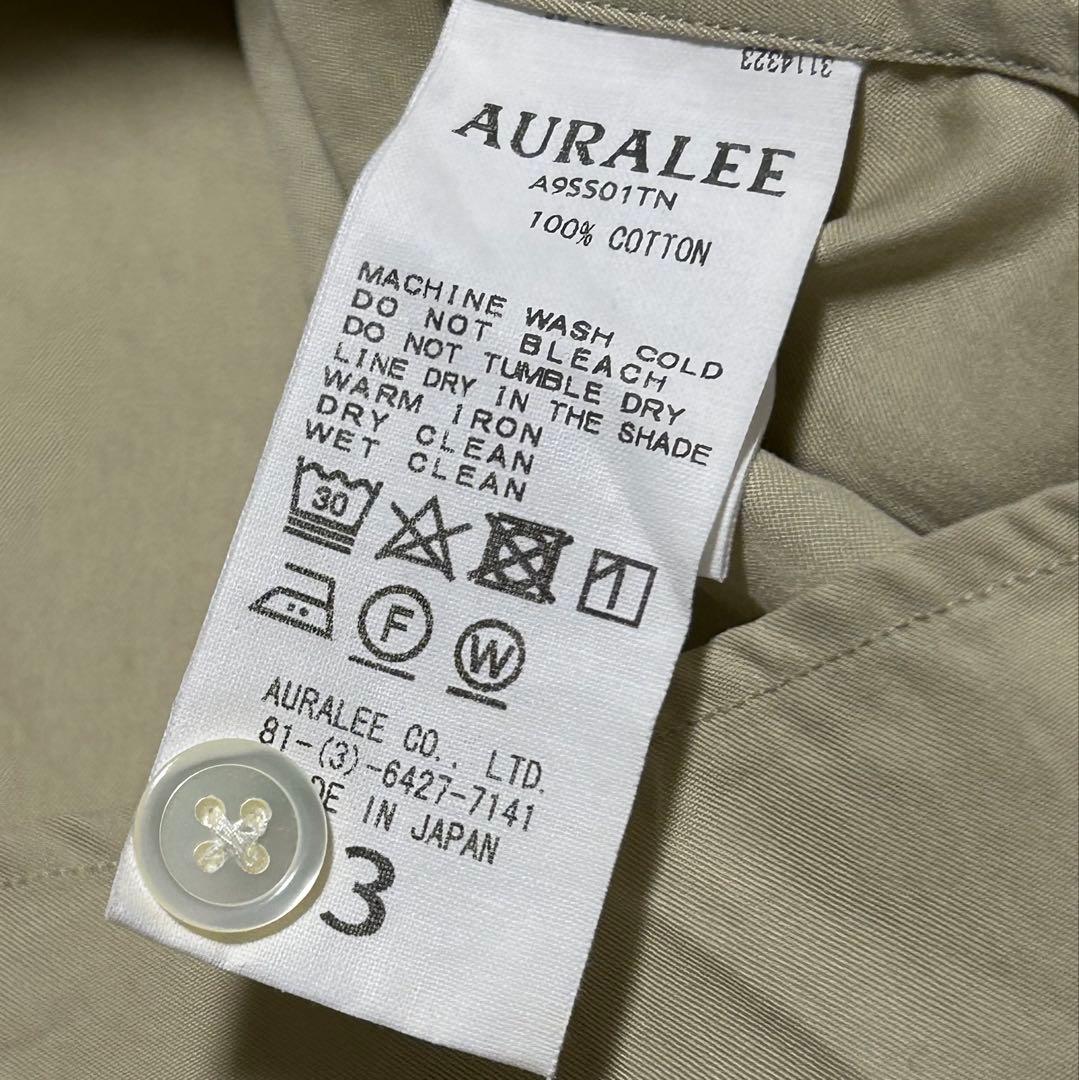 3114323
AURALEE
A9SS01TN
100% COTTON
MACHINE WASH COLD
DO NOT BLEACH
DO NOT TUMBLE DRY
LINE DRY IN THE SHADE
WARM IRON
DRY CLEAN
WET CLEAN
30
F
W
AURALEE CO., LTD.
81-(3)-6427-7141
DE IN JAPAN
3